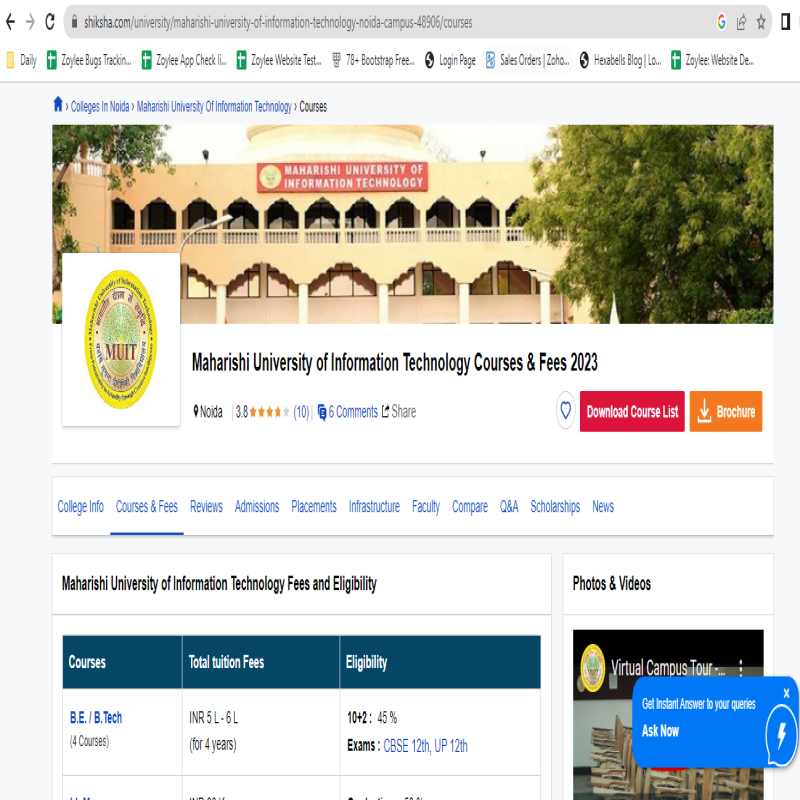 shiksha.com/university/maharishi-university-of-information-technology-noida-campus-48906/courses
Daily Zoylee Bugs Trackin... Zoylee App Check li... Zoylee Website Test... 78+ Bootstrap Free... Login Page Sales Orders | Zoho... Hexabells Blog | Lo... Zoylee: Website De...
› Colleges In Noida › Maharishi University Of Information Technology › Courses
MAHARISHI UNIVERSITY OF
INFORMATION TECHNOLOGY
Maharishi University of Information Technology
MUIT
Maharishi University of Information Technology Courses & Fees 2023
Noida | 3.8 (10) | 6 Comments Share
Download Course List
Brochure
College Info Courses & Fees Reviews Admissions Placements Infrastructure Faculty Compare Q&A Scholarships News
Maharishi University of Information Technology Fees and Eligibility
Courses Total tuition Fees Eligibility
B.E. / B.Tech INR 5 L - 6 L 10+2 : 45 %
(4 Courses) (for 4 years) Exams : CBSE 12th, UP 12th
Photos & Videos
Virtual Campus Tour -...
Get Instant Answer to your queries
Ask Now
x